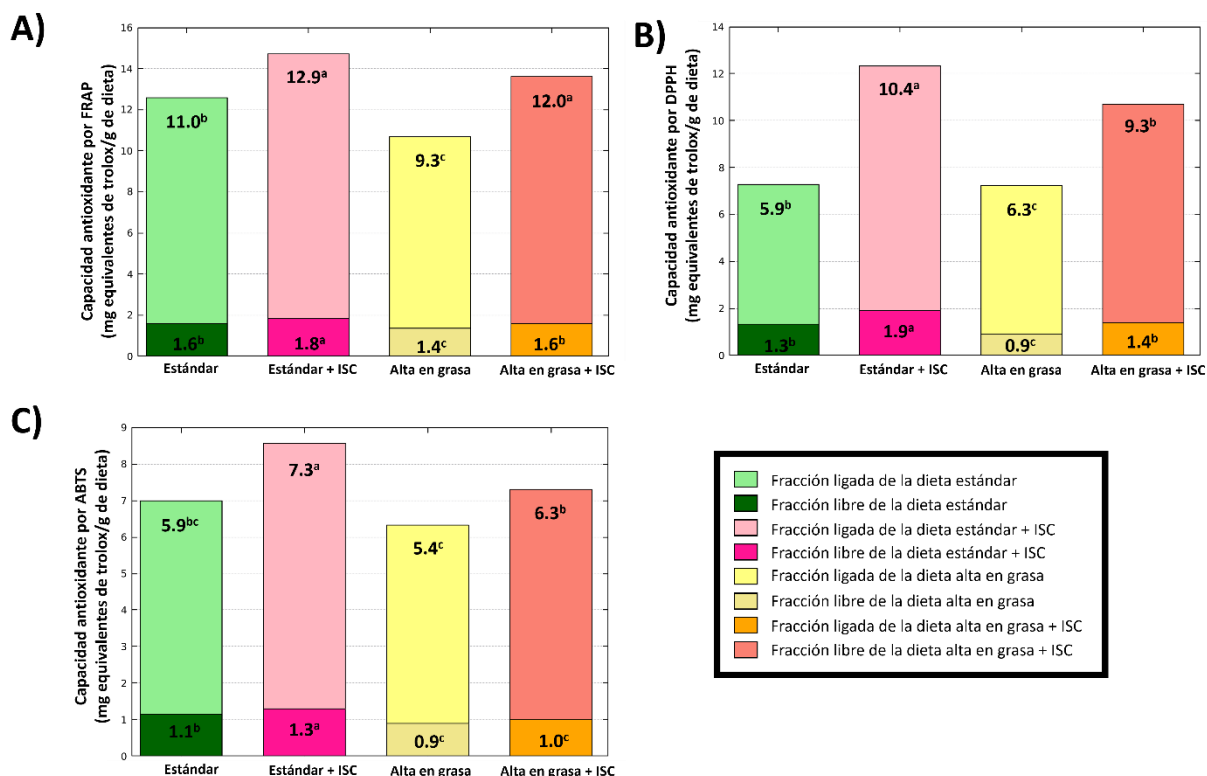 A)
Capacidad antioxidante por FRAP
(mg equivalentes de trolox/g de dieta)
16
14
12
10
8
6
4
2
0
11.0ᵇ
12.9ᵃ
9.3ᶜ
12.0ᵃ
1.6ᵇ
1.8ᵃ
1.4ᶜ
1.6ᵇ
Estándar
Estándar + ISC
Alta en grasa
Alta en grasa + ISC
B)
Capacidad antioxidante por DPPH
(mg equivalentes de trolox/g de dieta)
14
12
10
8
6
4
2
0
5.9ᵇ
10.4ᵃ
6.3ᶜ
9.3ᵇ
1.3ᵇ
1.9ᵃ
0.9ᶜ
1.4ᵇ
Estándar
Estándar + ISC
Alta en grasa
Alta en grasa + ISC
C)
Capacidad antioxidante por ABTS
(mg equivalentes de trolox/g de dieta)
9
8
7
6
5
4
3
2
1
0
5.9ᵇᶜ
7.3ᵃ
5.4ᶜ
6.3ᵇ
1.1ᵇ
1.3ᵃ
0.9ᶜ
1.0ᶜ
Estándar
Estándar + ISC
Alta en grasa
Alta en grasa + ISC
Fracción ligada de la dieta estándar
Fracción libre de la dieta estándar
Fracción ligada de la dieta estándar + ISC
Fracción libre de la dieta estándar + ISC
Fracción ligada de la dieta alta en grasa
Fracción libre de la dieta alta en grasa
Fracción ligada de la dieta alta en grasa + ISC
Fracción libre de la dieta alta en grasa + ISC